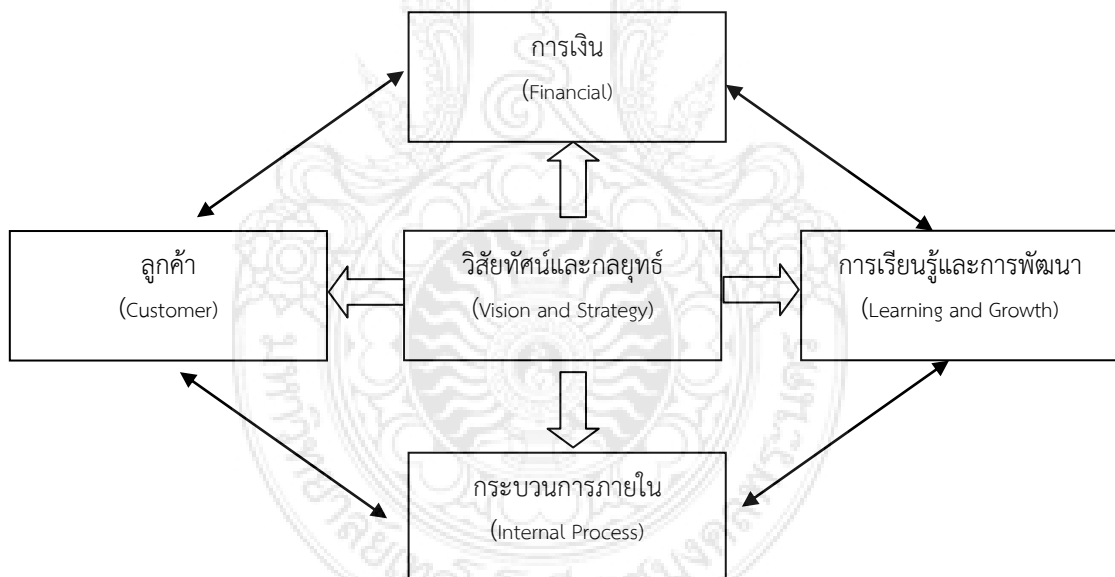 การเงิน
(Financial)
ลูกค้า
(Customer)
วิสัยทัศน์และกลยุทธ์
(Vision and Strategy)
การเรียนรู้และการพัฒนา
(Learning and Growth)
กระบวนการภายใน
(Internal Process)